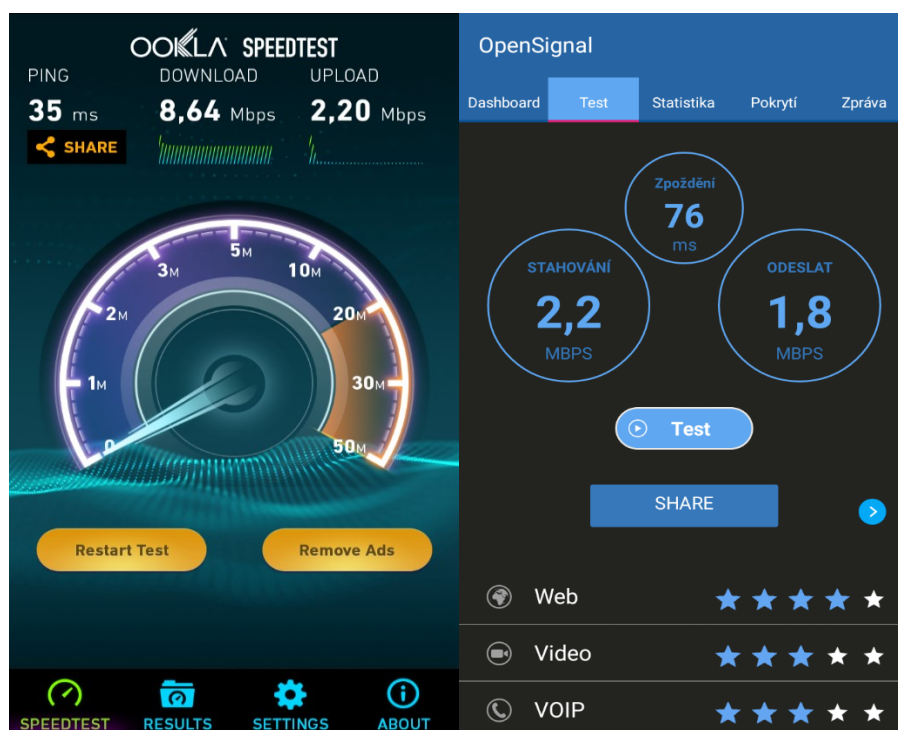 OOKLA SPEEDTEST
PING DOWNLOAD UPLOAD
35 ms 8,64 Mbps 2,20 Mbps
SHARE
5M
3M 10M
2M 20M
1M 30M
0 50M
Restart Test Remove Ads
SPEEDTEST RESULTS SETTINGS ABOUT
OpenSignal
Dashboard Test Statistika Pokrytí Zpráva
Zpoždění
76
ms
STAHOVÁNÍ ODESLAT
2,2 1,8
MBPS MBPS
Test
SHARE
Web
Video
VOIP